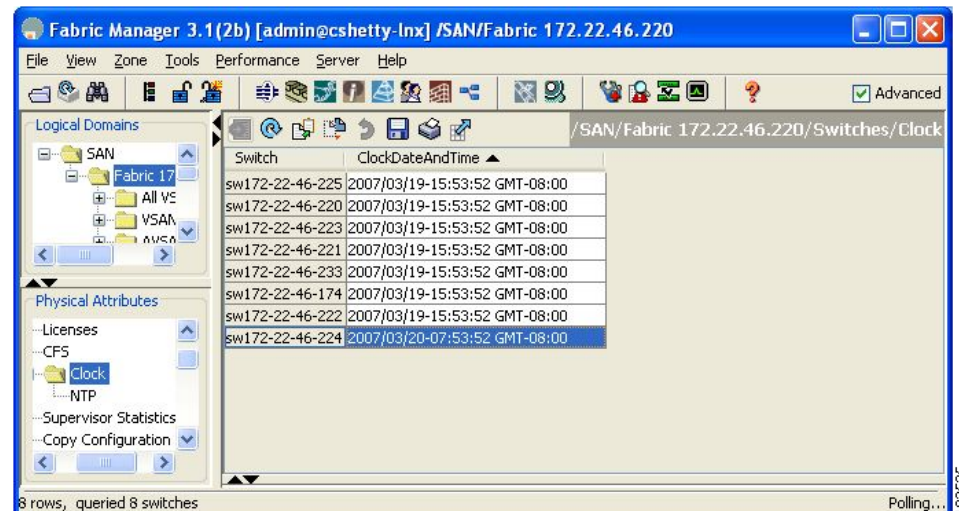 Fabric Manager 3.1(2b) [admin@cshetty-lnx] /SAN/Fabric 172.22.46.220
File View Zone Tools Performance Server Help
Advanced
Logical Domains
/SAN/Fabric 172.22.46.220/Switches/Clock
SAN
Fabric 17
All VS
VSAN
AVSA
Switch ClockDateAndTime
sw172-22-46-225 2007/03/19-15:53:52 GMT-08:00
sw172-22-46-220 2007/03/19-15:53:52 GMT-08:00
sw172-22-46-223 2007/03/19-15:53:52 GMT-08:00
sw172-22-46-221 2007/03/19-15:53:52 GMT-08:00
sw172-22-46-233 2007/03/19-15:53:52 GMT-08:00
sw172-22-46-174 2007/03/19-15:53:52 GMT-08:00
sw172-22-46-222 2007/03/19-15:53:52 GMT-08:00
sw172-22-46-224 2007/03/20-07:53:52 GMT-08:00
Physical Attributes
Licenses
CFS
Clock
NTP
Supervisor Statistics
Copy Configuration
8 rows, queried 8 switches
Polling...